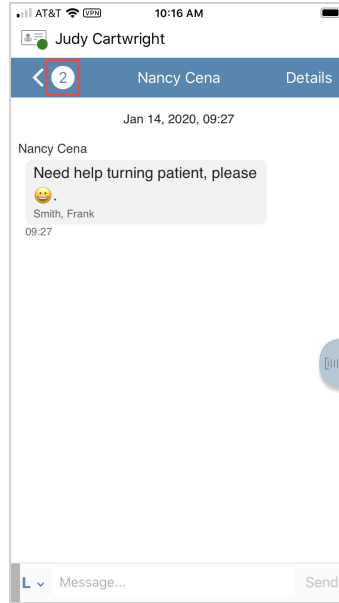 AT&T VPN 10:16 AM
Judy Cartwright
2 Nancy Cena Details
Jan 14, 2020, 09:27
Nancy Cena
Need help turning patient, please
😀.
Smith, Frank
09:27
L Message... Send